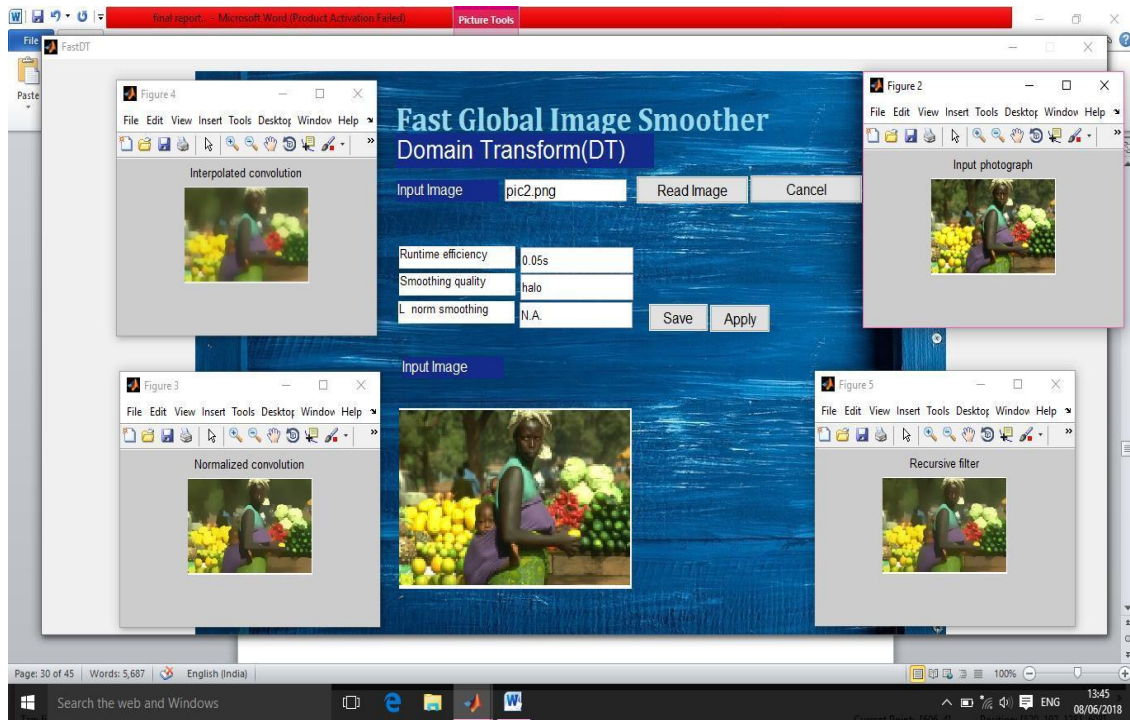 final report... - Microsoft Word (Product Activation Failed)
Picture Tools
File
FastDT
Paste
Figure 4
File Edit View Insert Tools Desktop Window Help
Interpolated convolution
Fast Global Image Smoother
Domain Transform(DT)
Input Image pic2.png Read Image Cancel
Runtime efficiency 0.05s
Smoothing quality halo
L norm smoothing N.A.
Save Apply
Input Image
Figure 2
File Edit View Insert Tools Desktop Window Help
Input photograph
Figure 3
File Edit View Insert Tools Desktop Window Help
Normalized convolution
Figure 5
File Edit View Insert Tools Desktop Window Help
Recursive filter
Page: 30 of 45 Words: 5,687 English (India) 100%
Search the web and Windows
ENG
13:45
08/06/2018